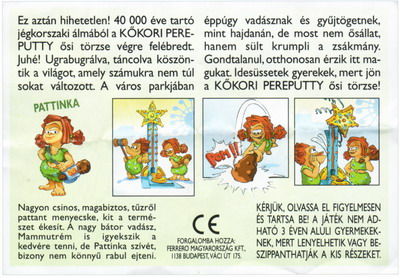 Ez aztán hihetetlen! 40 000 éve tartó
jégkorszaki álmából a KŐKORI PERE-
PUTTY ősi törzse végre felébredt.
Juhé! Ugrabugrálva, táncolva köszön-
tik a világot, amely számukra nem túl
sokat változott. A város parkjában
éppúgy vadásznak és gyűjtögetnek,
mint hajdanán, de most nem ősállat,
hanem sült krumpli a zsákmány.
Gondtalanul, otthonosan érzik itt ma-
gukat. Idesüssetek gyerekek, mert jön
a KŐKORI PEREPUTTY ősi törzse!
PATTINKA
PUM!!
Nagyon csinos, magabiztos, tűzről
pattant menyecske, kit a termé-
szet ékesít. A nagy bátor vadász,
Mammutrém is igyekszik a
kedvére tenni, de Pattinka szívét,
bizony nem könnyű rabul ejteni.
CE
FORGALOMBA HOZZA:
FERRERO MAGYARORSZÁG KFT.,
1138 BUDAPEST, VÁCI ÚT 175.
KÉRJÜK, OLVASSA EL FIGYELMESEN
ÉS TARTSA BE! A JÁTÉK NEM AD-
HATÓ 3 ÉVEN ALÚLI GYERMEKEK-
NEK, MERT LENYELHETIK VAGY BE-
SZIPPANTHATJÁK A KIS RÉSZEKET.